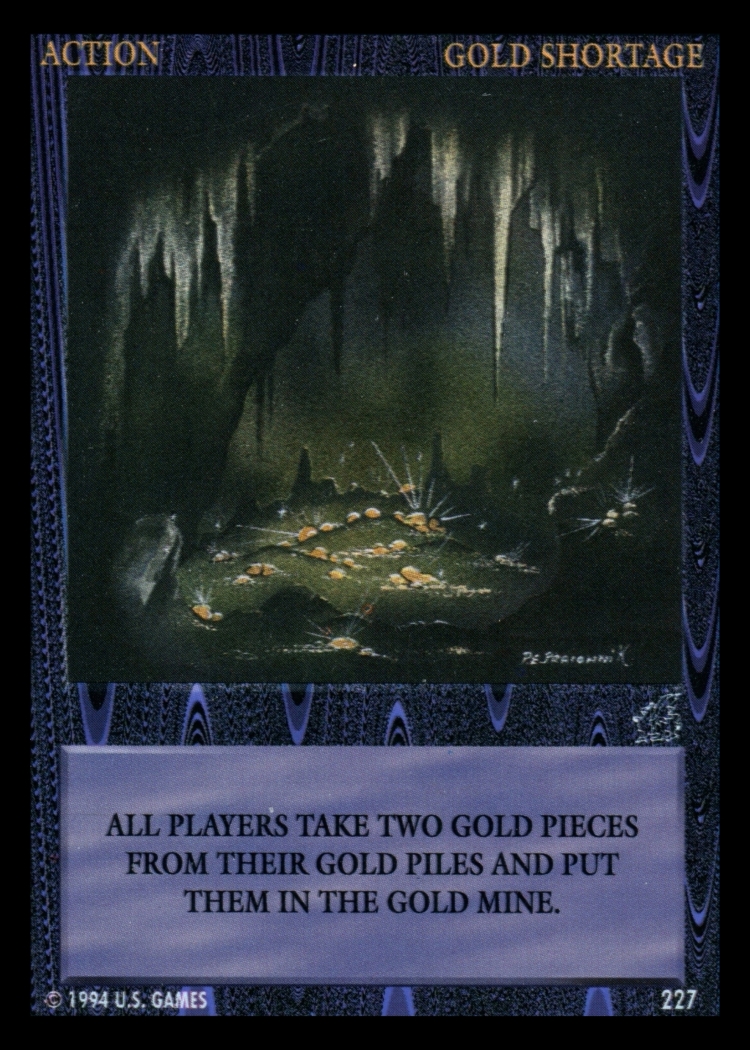 ACTION GOLD SHORTAGE
ALL PLAYERS TAKE TWO GOLD PIECES
FROM THEIR GOLD PILES AND PUT
THEM IN THE GOLD MINE.
© 1994 U.S. GAMES 227